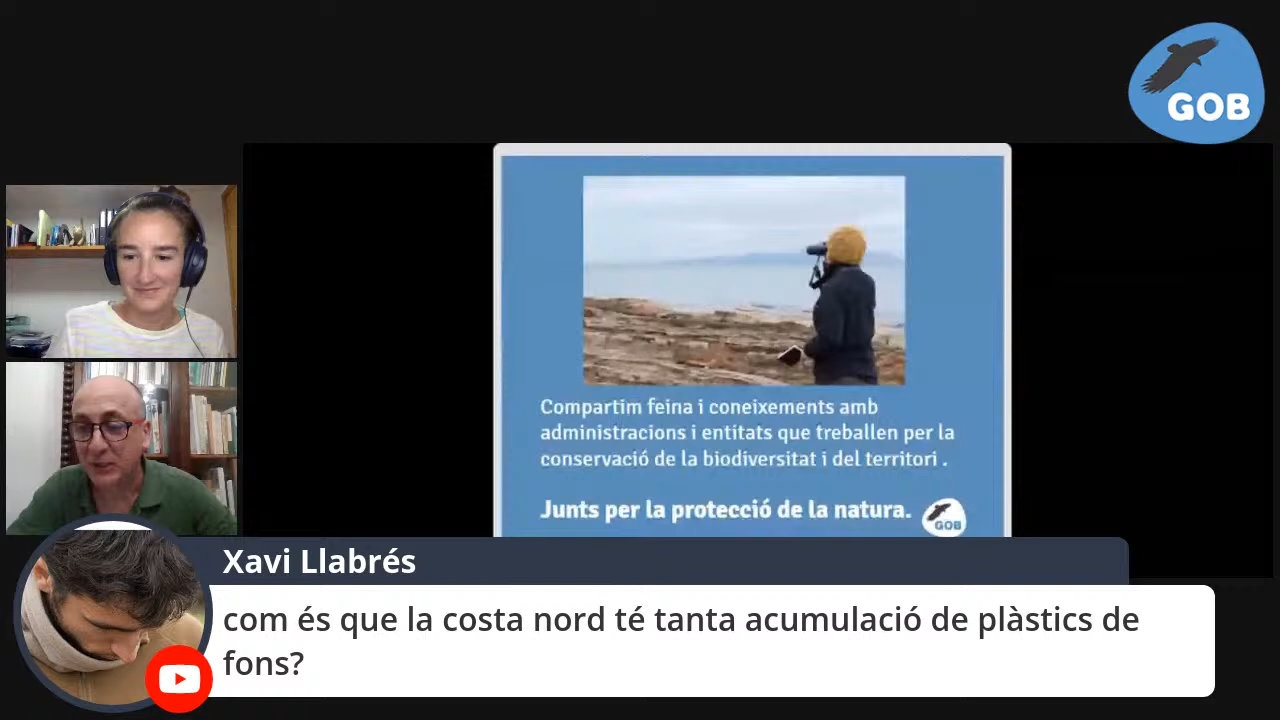 GOB
Compartim feina i coneixements amb
administracions i entitats que treballen per la
conservació de la biodiversitat i del territori .
Junts per la protecció de la natura.
GOB
Xavi Llabrés
com és que la costa nord té tanta acumulació de plàstics de
fons?